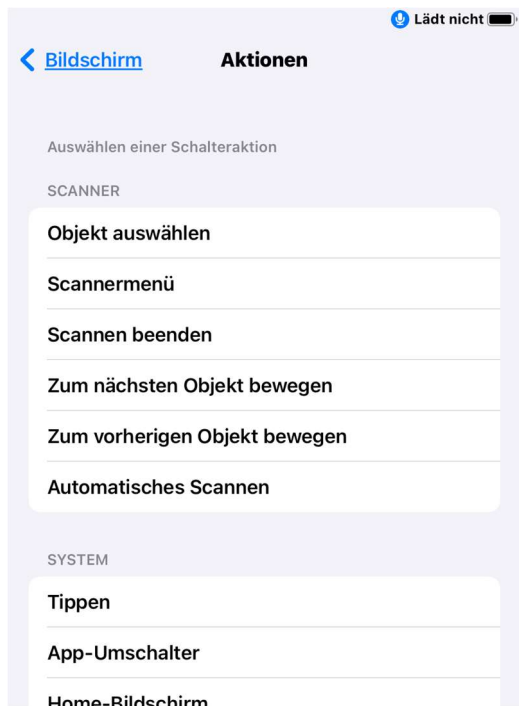 Lädt nicht
Bildschirm Aktionen
Auswählen einer Schalteraktion
SCANNER
Objekt auswählen
Scannermenü
Scannen beenden
Zum nächsten Objekt bewegen
Zum vorherigen Objekt bewegen
Automatisches Scannen
SYSTEM
Tippen
App-Umschalter
Home-Bildschirm